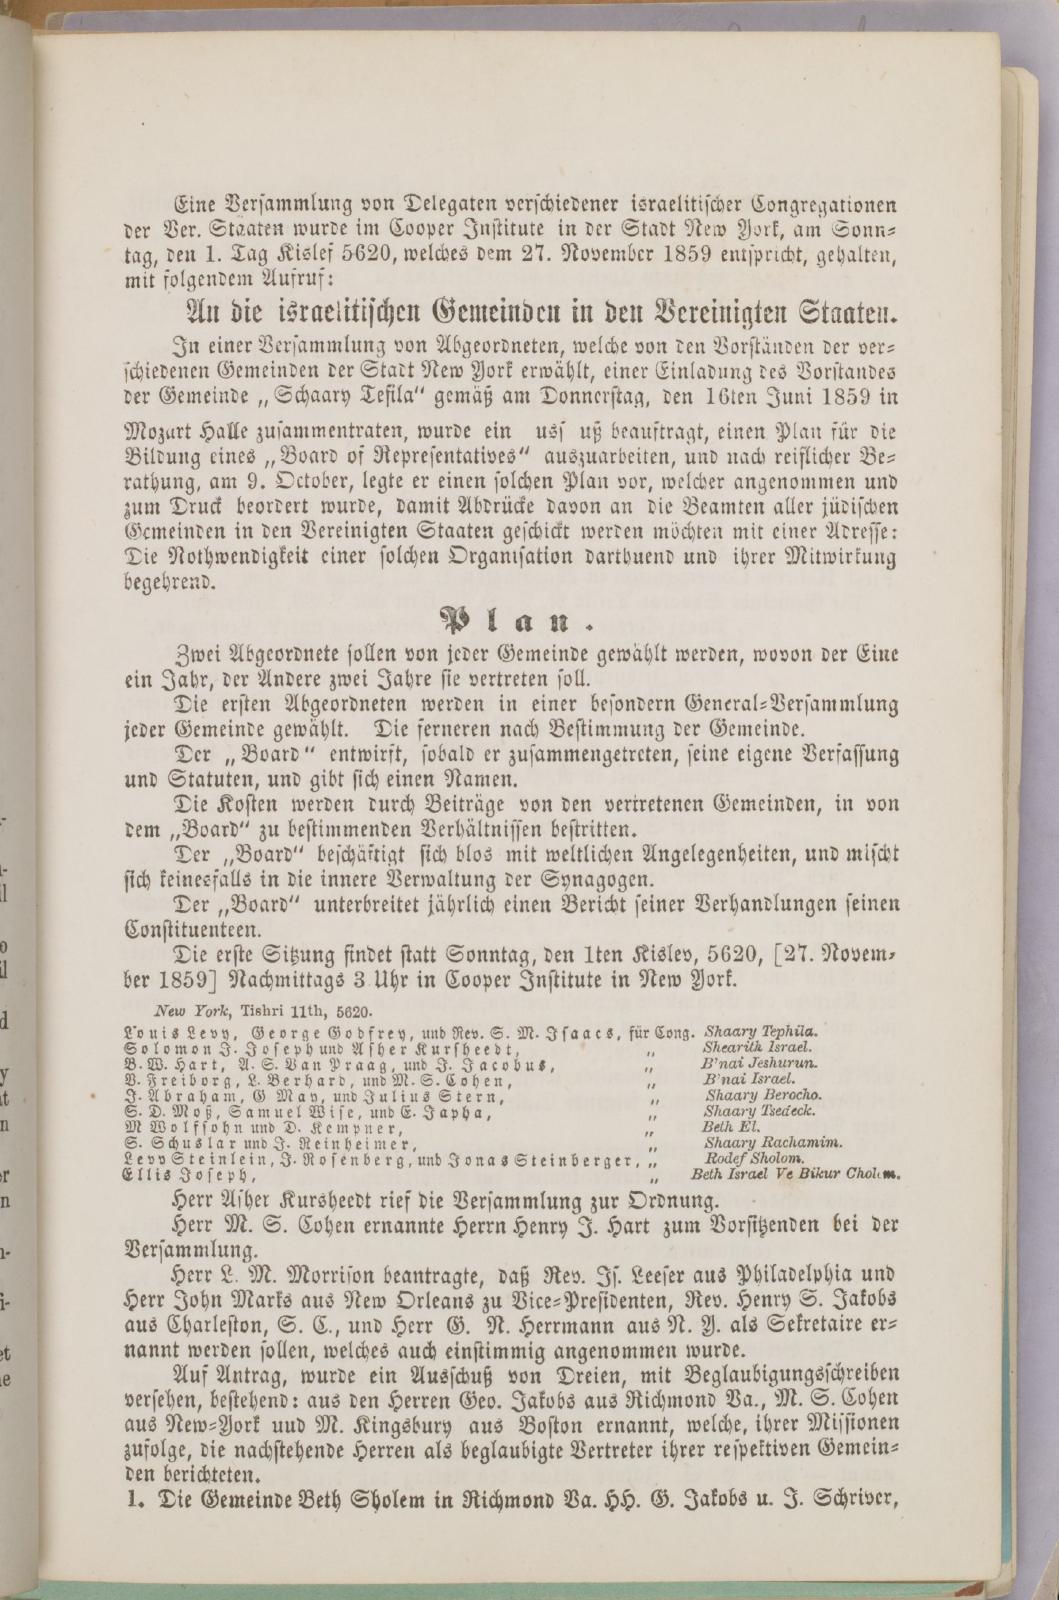 Eine Versammlung von Delegaten verschiedener israelitischer Congregationen
der Ver. Staaten wurde im Cooper Institute in der Stadt New York, am Sonn-
tag, den 1. Tag Kislef 5620, welches dem 27. November 1859 entspricht, gehalten,
mit folgendem Aufruf:
An die israelitischen Gemeinden in den Vereinigten Staaten.
In einer Versammlung von Abgeordneten, welche von den Vorständen der ver-
schiedenen Gemeinden der Stadt New York erwählt, einer Einladung des Vorstandes
der Gemeinde „Schaary Tefila“ gemäß am Donnerstag, den 16ten Juni 1859 in
Mozart Halle zusammentraten, wurde ein uss uß beauftragt, einen Plan für die
Bildung eines „Board of Representatives“ auszuarbeiten, und nach reiflicher Be-
rathung, am 9. October, legte er einen solchen Plan vor, welcher angenommen und
zum Druck beordert wurde, damit Abdrücke davon an die Beamten aller jüdischen
Gemeinden in den Vereinigten Staaten geschickt werden möchten mit einer Adresse:
Die Nothwendigkeit einer solchen Organisation darthuend und ihrer Mitwirkung
begehrend.
Plan.
Zwei Abgeordnete sollen von jeder Gemeinde gewählt werden, wovon der Eine
ein Jahr, der Andere zwei Jahre sie vertreten soll.
Die ersten Abgeordneten werden in einer besondern General-Versammlung
jeder Gemeinde gewählt. Die ferneren nach Bestimmung der Gemeinde.
Der „Board“ entwirft, sobald er zusammengetreten, seine eigene Verfassung
und Statuten, und gibt sich einen Namen.
Die Kosten werden durch Beiträge von den vertretenen Gemeinden, in von
dem „Board“ zu bestimmenden Verhältnissen bestritten.
Der „Board“ beschäftigt sich blos mit weltlichen Angelegenheiten, und mischt
sich keinesfalls in die innere Verwaltung der Synagogen.
Der „Board“ unterbreitet jährlich einen Bericht seiner Verhandlungen seinen
Constituenteen.
Die erste Sitzung findet statt Sonntag, den 1ten Kislev, 5620, [27. Novem-
ber 1859] Nachmittags 3 Uhr in Cooper Institute in New York.
New York, Tishri 11th, 5620.
Louis Levy, George Godfrey, und Rev. S. M. Isaacs, für Cong. Shaary Tephila.
Solomon J. Joseph und Asher Kursheedt, „ Shearith Israel.
B. W. Hart, A. S. Van Praag, und J. Jacobus, „ B'nai Jeshurun.
V. Freiborg, L. Berhard, und M. S. Cohen, „ B'nai Israel.
J. Abraham, G May, und Julius Stern, „ Shaary Berocho.
S. D. Moß, Samuel Wise, und E. Japha, „ Shaary Tsedeck.
M Wolfsohn und D. Kempner, „ Beth El.
S. Schuslar und J. Reinheimer, „ Shaary Rachamim.
Levy Steinlein, J. Rosenberg, und Jonas Steinberger, „ Rodef Sholom.
Ellis Joseph, „ Beth Israel Ve Bikur Cholim.
Herr Asher Kursheedt rief die Versammlung zur Ordnung.
Herr M. S. Cohen ernannte Herrn Henry J. Hart zum Vorsitzenden bei der
Versammlung.
Herr L. M. Morrison beantragte, daß Rev. Is. Leeser aus Philadelphia und
Herr John Marks aus New Orleans zu Vice-Presidenten, Rev. Henry S. Jakobs
aus Charleston, S. C., und Herr G. N. Herrmann aus N. Y. als Sekretaire er-
nannt werden sollen, welches auch einstimmig angenommen wurde.
Auf Antrag, wurde ein Ausschuß von Dreien, mit Beglaubigungsschreiben
versehen, bestehend: aus den Herren Geo. Jakobs aus Richmond Va., M. S. Cohen
aus New-York uud M. Kingsbury aus Boston ernannt, welche, ihrer Missionen
zufolge, die nachstehende Herren als beglaubigte Vertreter ihrer respektiven Gemein-
den berichteten.
1. Die Gemeinde Beth Sholem in Richmond Va. HH. G. Jakobs u. J. Schriver,